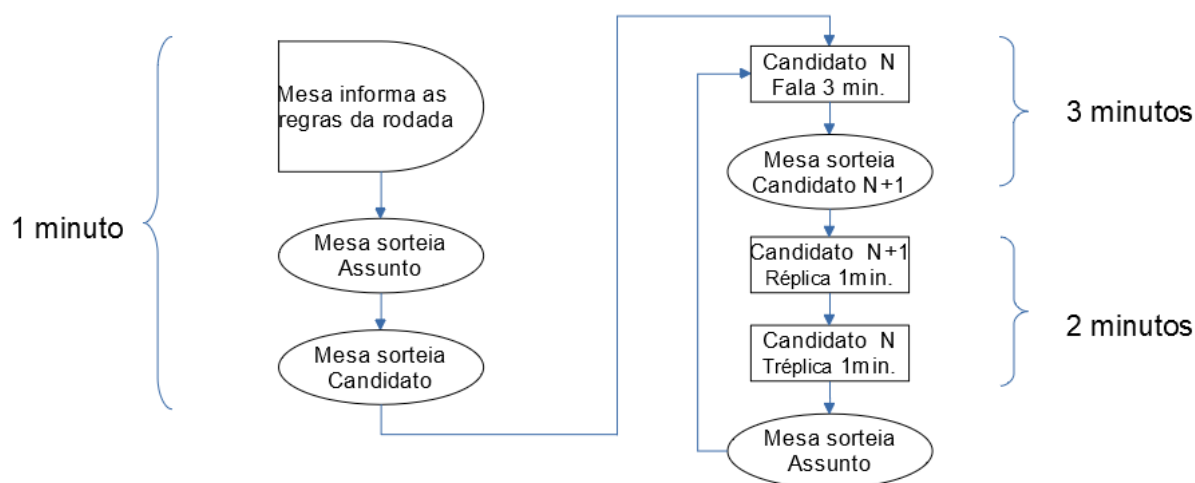 1 minuto
Mesa informa as
regras da rodada
Mesa sorteia
Assunto
Mesa sorteia
Candidato
Candidato N
Fala 3 min.
Mesa sorteia
Candidato N+1
Candidato N+1
Réplica 1min.
Candidato N
Tréplica 1min.
Mesa sorteia
Assunto
3 minutos
2 minutos